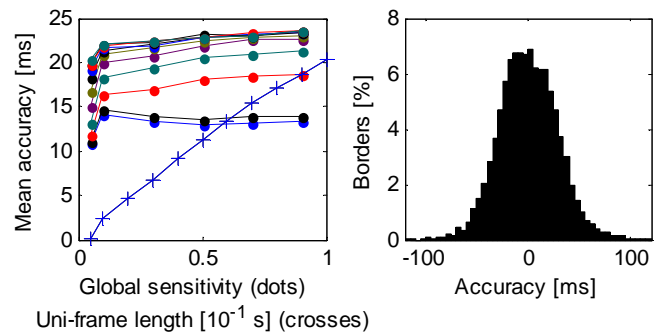 25
20
15
10
5
0
Mean accuracy [ms]
0 0.5 1
Global sensitivity (dots)
Uni-frame length [10⁻¹ s] (crosses)
8
6
4
2
0
Borders [%]
-100 0 100
Accuracy [ms]